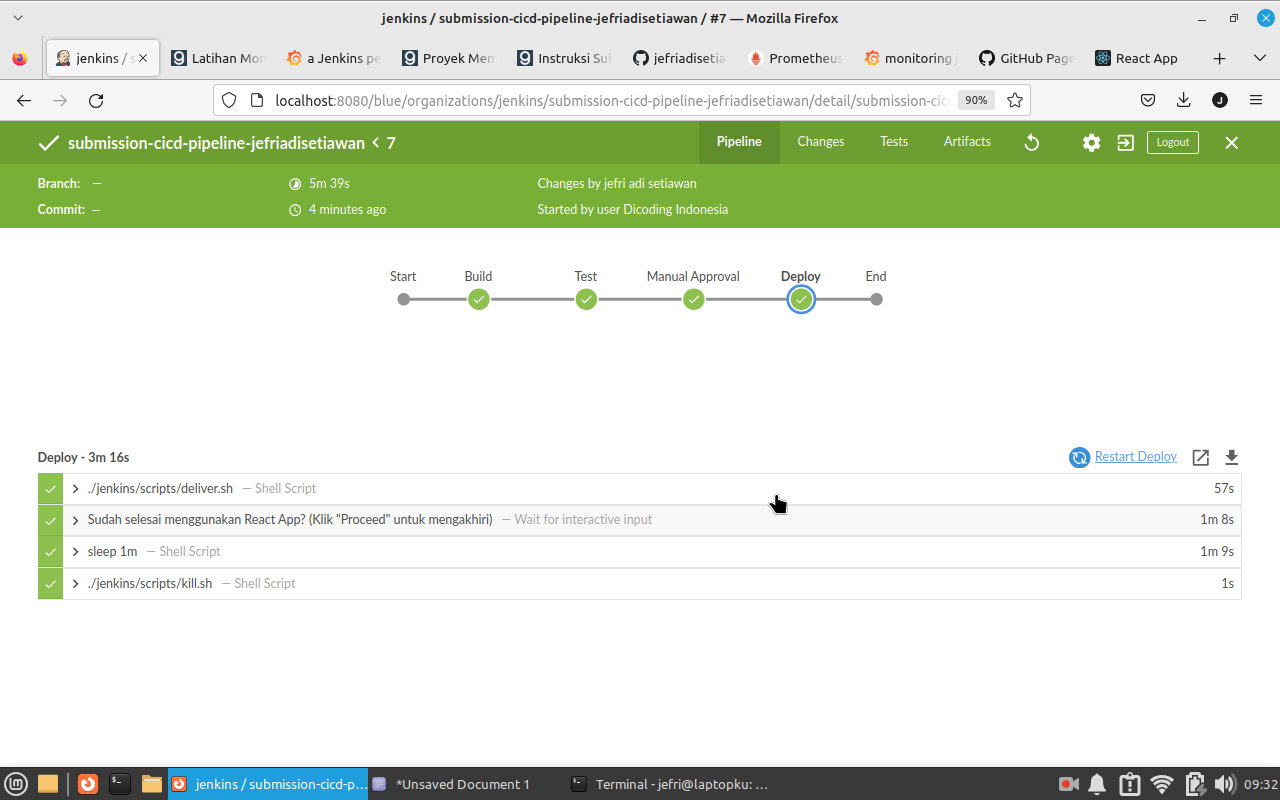 jenkins / submission-cicd-pipeline-jefriadisetiawan / #7 — Mozilla Firefox
jenkins / s
Latihan Mon
a Jenkins pe
Proyek Mem
Instruksi Sub
jefriadisetia
Prometheus
monitoring j
GitHub Page
React App
localhost:8080/blue/organizations/jenkins/submission-cicd-pipeline-jefriadisetiawan/detail/submission-cic
90%
J
submission-cicd-pipeline-jefriadisetiawan < 7
Pipeline
Changes
Tests
Artifacts
Logout
Branch: —
5m 39s
Changes by jefri adi setiawan
Commit: —
4 minutes ago
Started by user Dicoding Indonesia
Start
Build
Test
Manual Approval
Deploy
End
Deploy - 3m 16s
Restart Deploy
./jenkins/scripts/deliver.sh — Shell Script 57s
Sudah selesai menggunakan React App? (Klik "Proceed" untuk mengakhiri) — Wait for interactive input 1m 8s
sleep 1m — Shell Script 1m 9s
./jenkins/scripts/kill.sh — Shell Script 1s
jenkins / submission-cicd-p...
*Unsaved Document 1
Terminal - jefri@laptopku: ...
09:32